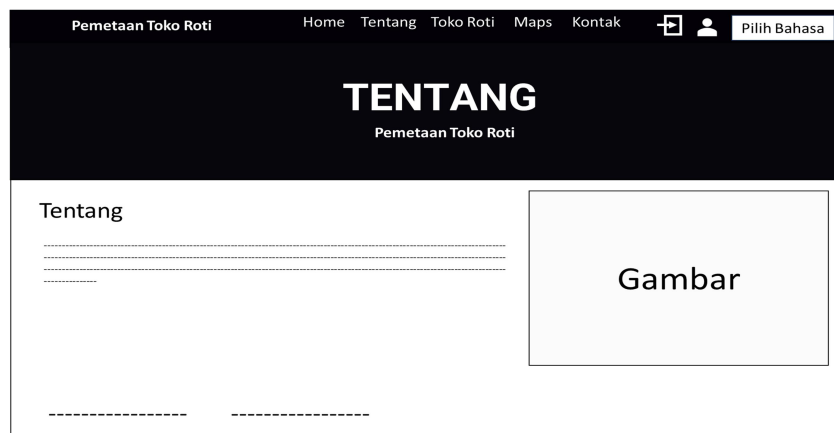 Pemetaan Toko Roti Home Tentang Toko Roti Maps Kontak Pilih Bahasa
TENTANG
Pemetaan Toko Roti
Tentang
Gambar